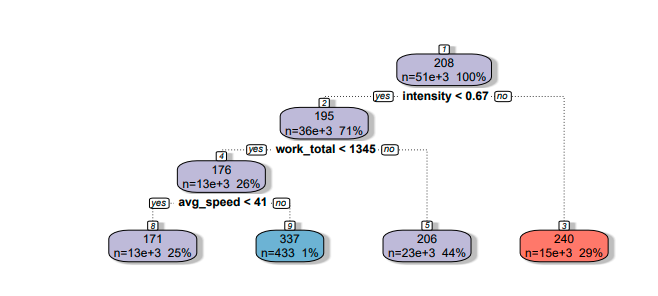 1
208
n=51e+3 100%
yes intensity < 0.67 no
2
195
n=36e+3 71%
yes work_total < 1345 no
4
176
n=13e+3 26%
yes avg_speed < 41 no
8
171
n=13e+3 25%
9
337
n=433 1%
5
206
n=23e+3 44%
3
240
n=15e+3 29%